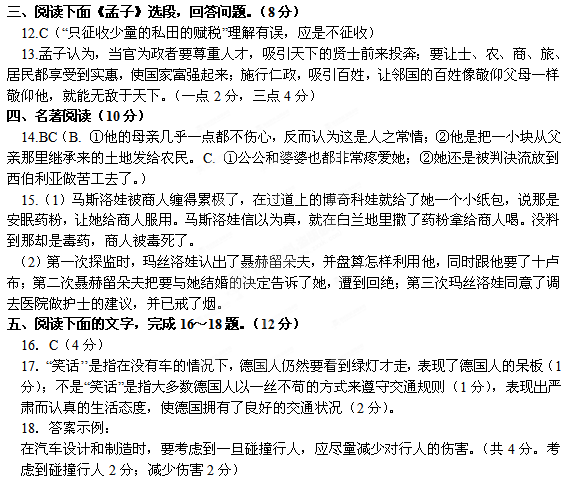 三、阅读下面《孟子》选段，回答问题。（8 分）
12.C（“只征收少量的私田的赋税”理解有误，应是不征收）
13.孟子认为，当官为政者要尊重人才，吸引天下的贤士前来投奔；要让士、农、商、旅、
居民都享受到实惠，使国家富强起来；施行仁政，吸引百姓，让邻国的百姓像敬仰父母一样
敬仰他，就能无敌于天下。（一点 2 分，三点 4 分）
四、名著阅读（10 分）
14.BC（B. ①他的母亲几乎一点都不伤心，反而认为这是人之常情；②他是把一小块从父
亲那里继承来的土地发给农民。C. ①公公和婆婆也都非常疼爱她；②她还是被判决流放到
西伯利亚做苦工去了。）
15.（1）马斯洛娃被商人缠得累极了，在过道上的博奇科娃就给了她一个小纸包，说那是
安眠药粉，让她给商人服用。马斯洛娃信以为真，就在白兰地里撒了药粉拿给商人喝。没料
到那却是毒药，商人被毒死了。
（2）第一次探监时，玛丝洛娃认出了聂赫留朵夫，并盘算怎样利用他，同时跟他要了十卢
布；第二次聂赫留朵夫把要与她结婚的决定告诉了她，遭到回绝；第三次玛丝洛娃同意了调
去医院做护士的建议，并已戒了烟。
五、阅读下面的文字，完成 16～18 题。（12 分）
16. C（4 分）
17. “笑话’’是指在没有车的情况下，德国人仍然要看到绿灯才走，表现了德国人的呆板（1
分）；不是“笑话”是指大多数德国人以一丝不苟的方式来遵守交通规则（1 分），表现出严
肃而认真的生活态度，使德国拥有了良好的交通状况（2 分）。
18. 答案示例：
在汽车设计和制造时，要考虑到一旦碰撞行人，应尽量减少对行人的伤害。（共 4 分。考
虑到碰撞行人 2 分；减少伤害 2 分）